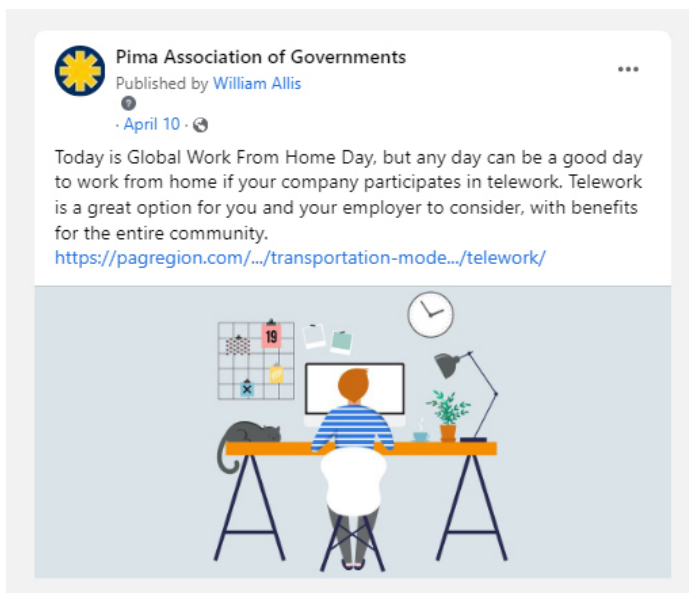 Pima Association of Governments
Published by William Allis
· April 10 ·
Today is Global Work From Home Day, but any day can be a good day
to work from home if your company participates in telework. Telework
is a great option for you and your employer to consider, with benefits
for the entire community.
https://pagregion.com/.../transportation-mode.../telework/
19